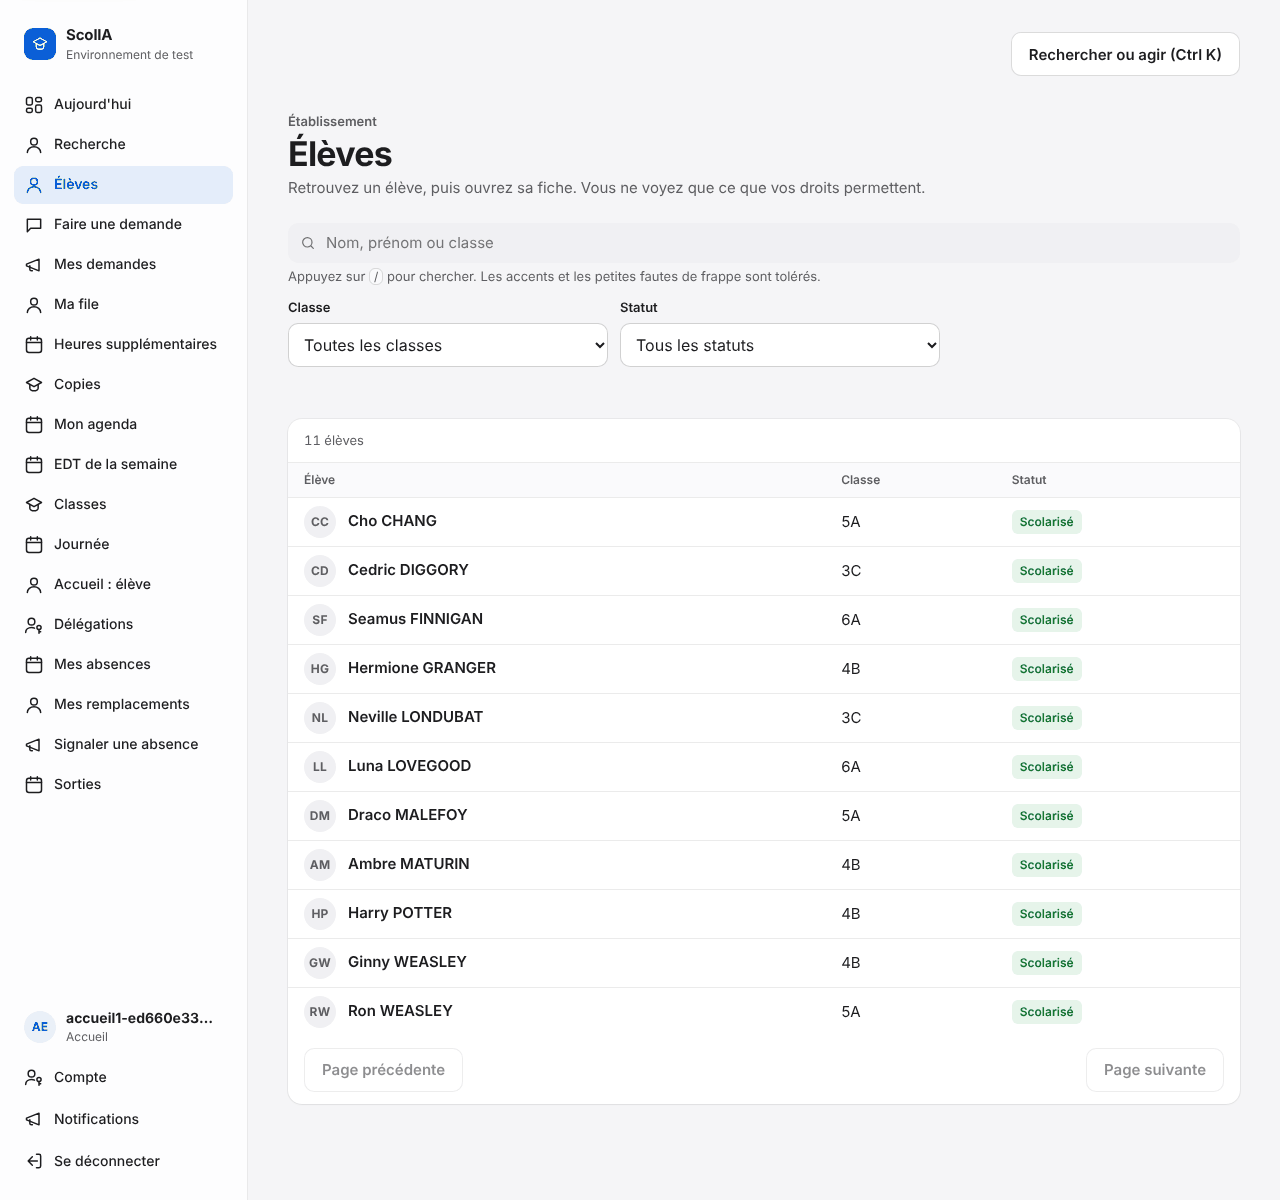 ScolIA
Environnement de test
Aujourd'hui
Recherche
Élèves
Faire une demande
Mes demandes
Ma file
Heures supplémentaires
Copies
Mon agenda
EDT de la semaine
Classes
Journée
Accueil : élève
Délégations
Mes absences
Mes remplacements
Signaler une absence
Sorties
AE
accueil1-ed660e33...
Accueil
Compte
Notifications
Se déconnecter
Rechercher ou agir (Ctrl K)
Établissement
Élèves
Retrouvez un élève, puis ouvrez sa fiche. Vous ne voyez que ce que vos droits permettent.
Nom, prénom ou classe
Appuyez sur / pour chercher. Les accents et les petites fautes de frappe sont tolérés.
Classe Statut
Toutes les classes Tous les statuts
11 élèves
Élève Classe Statut
CC Cho CHANG 5A Scolarisé
CD Cedric DIGGORY 3C Scolarisé
SF Seamus FINNIGAN 6A Scolarisé
HG Hermione GRANGER 4B Scolarisé
NL Neville LONDUBAT 3C Scolarisé
LL Luna LOVEGOOD 6A Scolarisé
DM Draco MALEFOY 5A Scolarisé
AM Ambre MATURIN 4B Scolarisé
HP Harry POTTER 4B Scolarisé
GW Ginny WEASLEY 4B Scolarisé
RW Ron WEASLEY 5A Scolarisé
Page précédente Page suivante